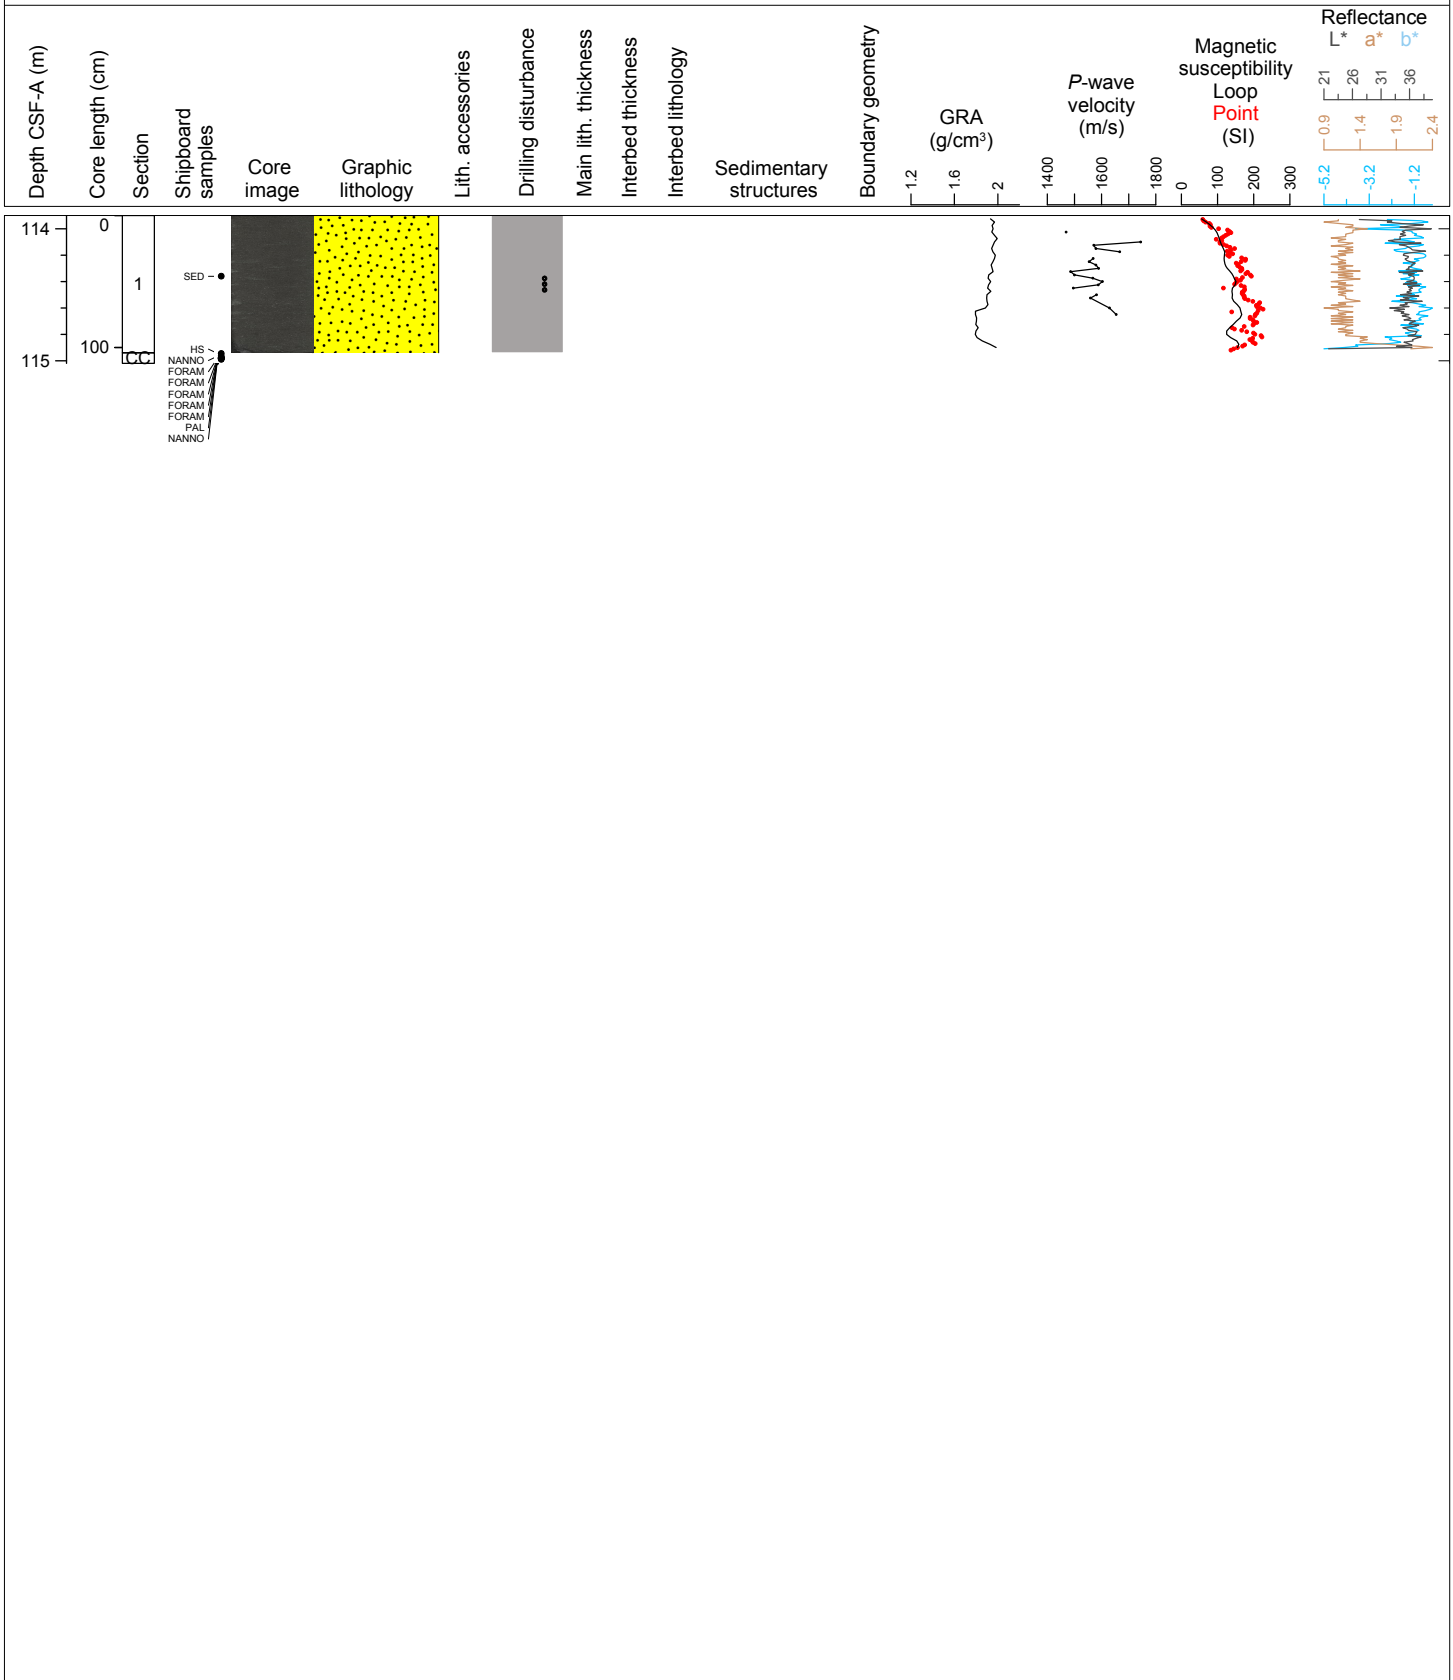 Depth CSF-A (m)
Core length (cm)
Section
Shipboard
samples
Core
image
Graphic
lithology
Lith. accessories
Drilling disturbance
Main lith. thickness
Interbed thickness
Interbed lithology
Sedimentary
structures
Boundary geometry
GRA
(g/cm³)
1.2
1.6
2
P-wave
velocity
(m/s)
1400
1600
1800
Magnetic
susceptibility
Loop
Point
(SI)
0
100
200
300
Reflectance
L* a* b*
21
26
31
36
0.9
1.4
1.9
2.4
-5.2
-3.2
-1.2
114
115
0
100
1
CC
SED
HS
NANNO
FORAM
FORAM
FORAM
FORAM
FORAM
PAL
NANNO